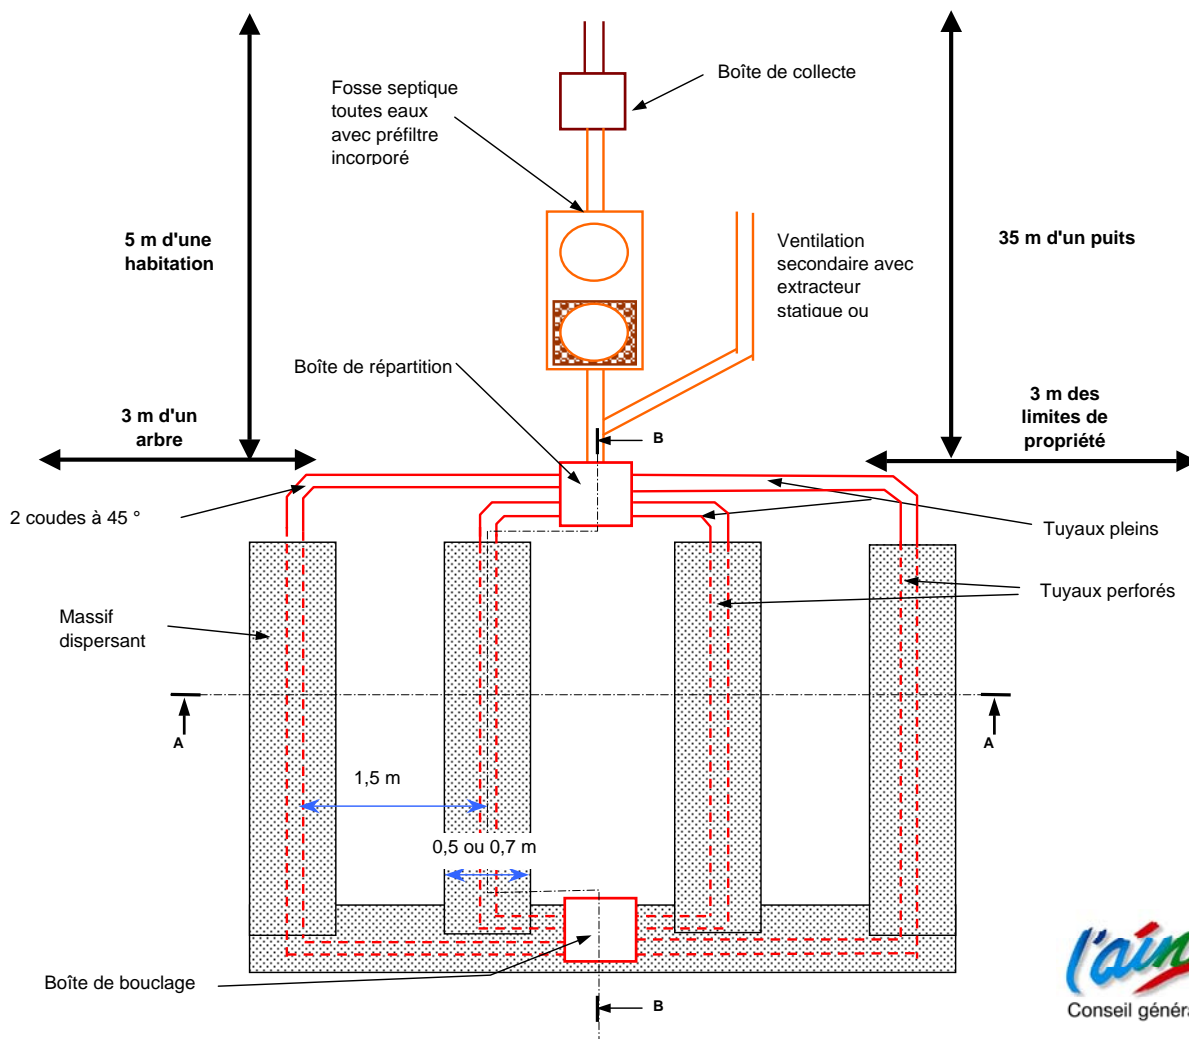 Boîte de collecte
Fosse septique
toutes eaux
avec préfiltre
incorporé
5 m d'une
habitation
35 m d'un puits
Ventilation
secondaire avec
extracteur
statique ou
Boîte de répartition
3 m d'un
arbre
3 m des
limites de
propriété
B
2 coudes à 45 °
Tuyaux pleins
Tuyaux perforés
Massif
dispersant
A
A
1,5 m
0,5 ou 0,7 m
Boîte de bouclage
B
l'ain
Conseil généra